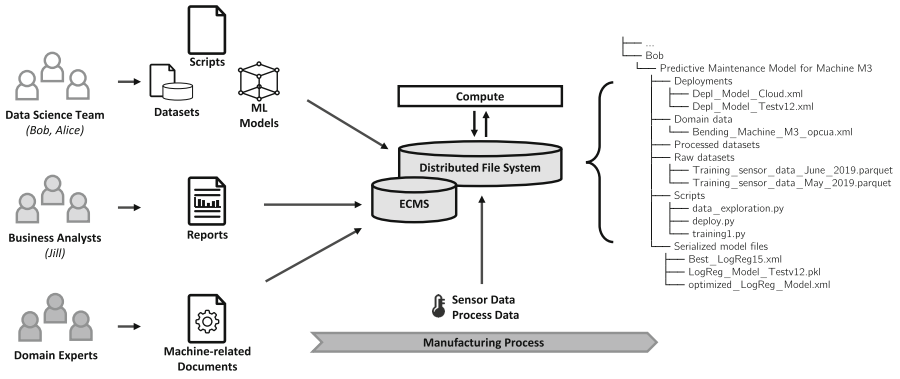 Scripts
Datasets
ML
Models
Data Science Team
(Bob, Alice)
Business Analysts
(Jill)
Reports
Domain Experts
Machine-related
Documents
Compute
Distributed File System
ECMS
Sensor Data
Process Data
Manufacturing Process
...
Bob
Predictive Maintenance Model for Machine M3
Deployments
Depl_Model_Cloud.xml
Depl_Model_Testv12.xml
Domain data
Bending_Machine_M3_opcua.xml
Processed datasets
Raw datasets
Training_sensor_data_June_2019.parquet
Training_sensor_data_May_2019.parquet
Scripts
data_exploration.py
deploy.py
training1.py
Serialized model files
Best_LogReg15.xml
LogReg_Model_Testv12.pkl
optimized_LogReg_Model.xml